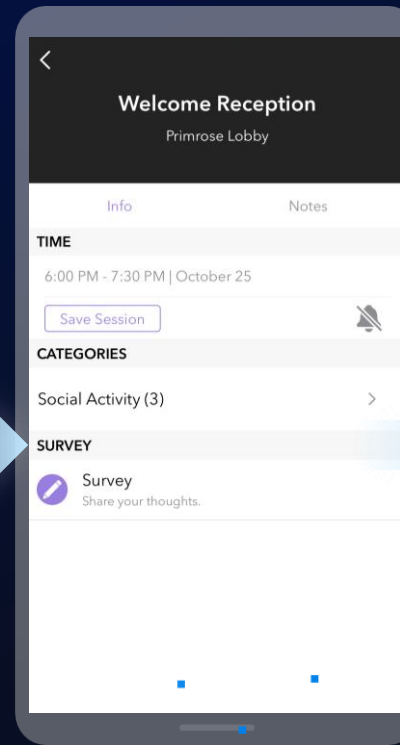 Welcome Reception
Primrose Lobby
Info Notes
TIME
6:00 PM - 7:30 PM | October 25
Save Session
CATEGORIES
Social Activity (3)
SURVEY
Survey
Share your thoughts.